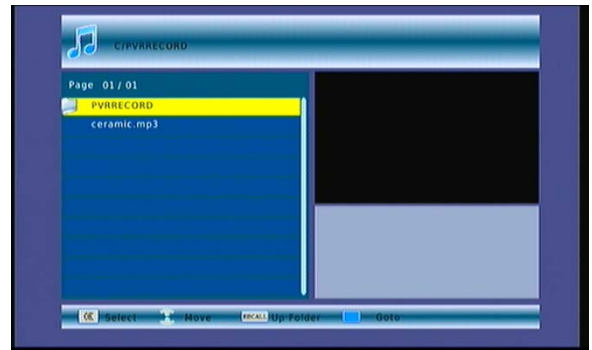 C/PVRRECORD
Page 01/01
PVRRECORD
ceramic.mp3
OK Select Move RECALL Up Folder Goto